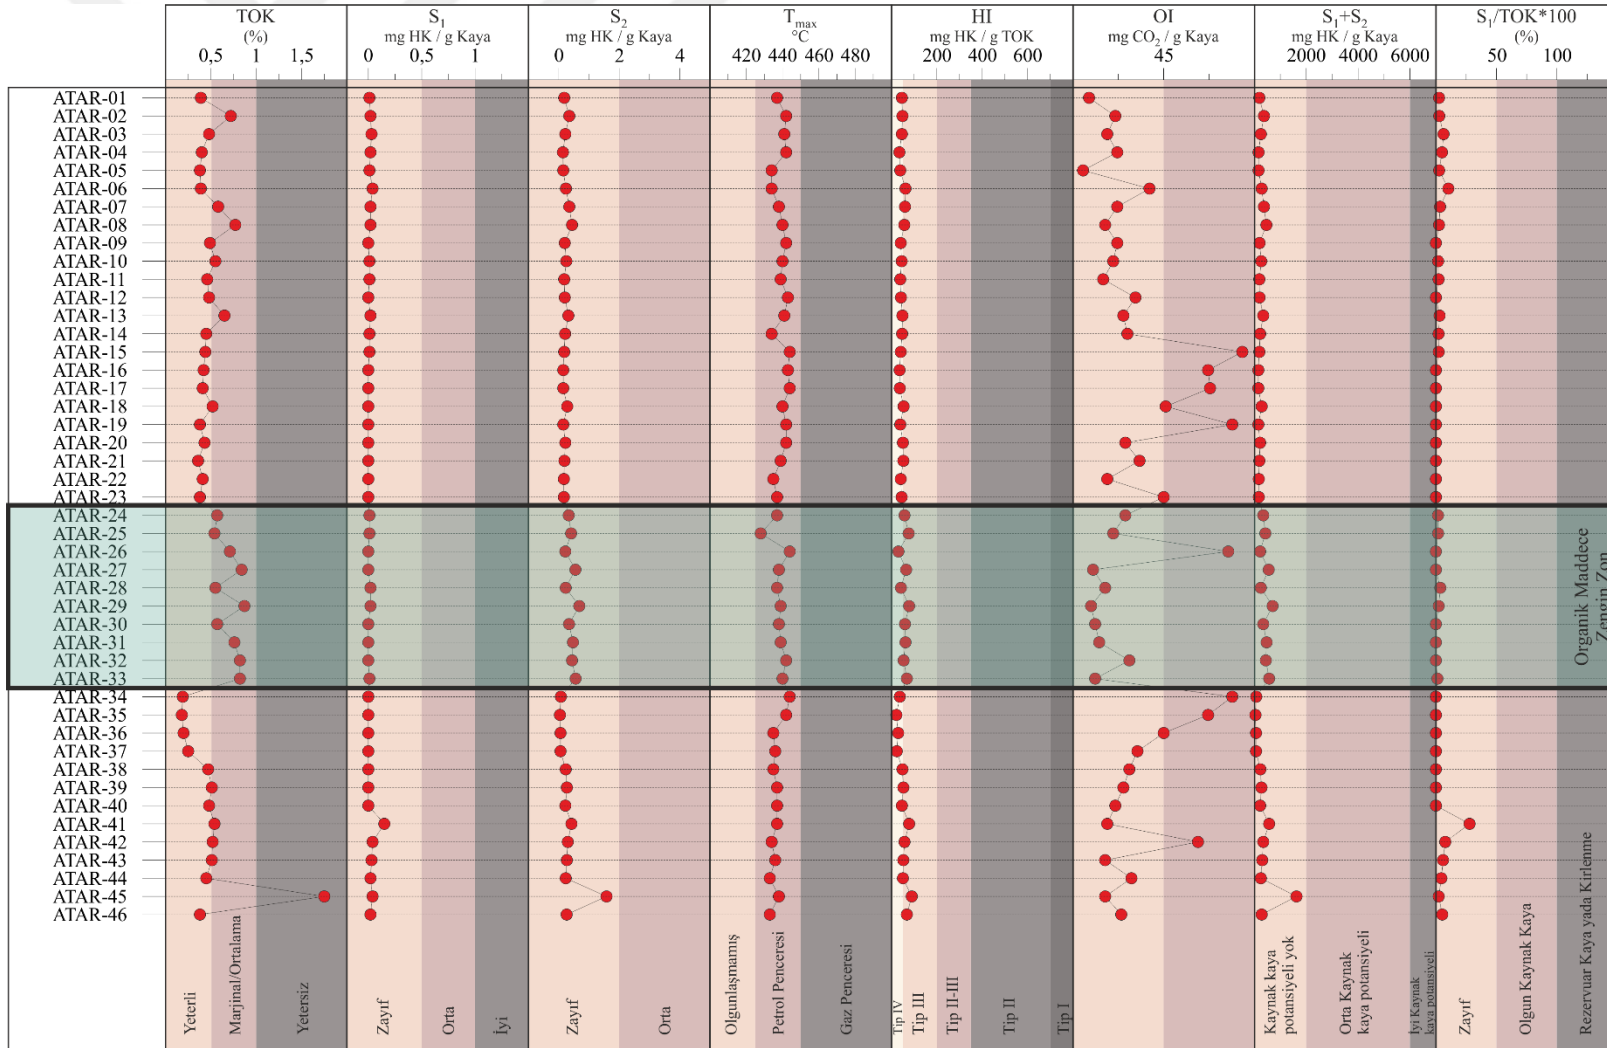 TOK
(%)
0,5 1 1,5
S1
mg HK / g Kaya
0 0,5 1
S2
mg HK / g Kaya
0 2 4
Tmax
°C
420 440 460 480
HI
mg HK / g TOK
200 400 600
OI
mg CO2 / g Kaya
45
S1+S2
mg HK / g Kaya
2000 4000 6000
S1/TOK*100
(%)
50 100
ATAR-01
ATAR-02
ATAR-03
ATAR-04
ATAR-05
ATAR-06
ATAR-07
ATAR-08
ATAR-09
ATAR-10
ATAR-11
ATAR-12
ATAR-13
ATAR-14
ATAR-15
ATAR-16
ATAR-17
ATAR-18
ATAR-19
ATAR-20
ATAR-21
ATAR-22
ATAR-23
ATAR-24
ATAR-25
ATAR-26
ATAR-27
ATAR-28
ATAR-29
ATAR-30
ATAR-31
ATAR-32
ATAR-33
ATAR-34
ATAR-35
ATAR-36
ATAR-37
ATAR-38
ATAR-39
ATAR-40
ATAR-41
ATAR-42
ATAR-43
ATAR-44
ATAR-45
ATAR-46
Organik Maddece
Zengin Zon
Yeterli
Marjinal/Ortalama
Yetersiz
Zayıf
Orta
İyi
Zayıf
Orta
Olgunlaşmamış
Petrol Penceresi
Gaz Penceresi
Tip IV
Tip III
Tip II-III
Tip II
Tip I
Kaynak kaya
potansiyeli yok
Orta Kaynak
kaya potansiyeli
İyi Kaynak
kaya potansiyeli
Zayıf
Olgun Kaynak Kaya
Rezervuar Kaya yada Kirlenme